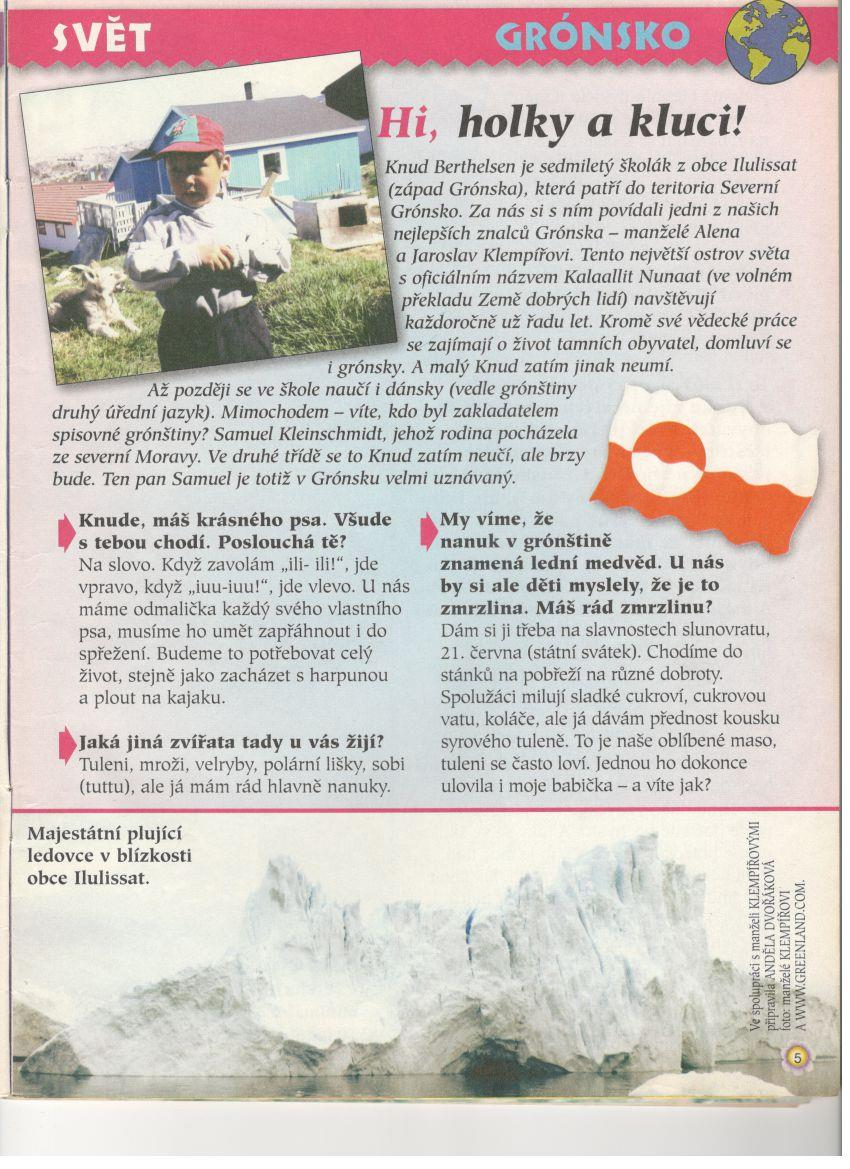 SVĚT
GRÓNSKO
Hi, holky a kluci!
Knud Berthelsen je sedmiletý školák z obce Ilulissat
(západ Grónska), která patří do teritoria Severní
Grónsko. Za nás si s ním povídali jedni z našich
nejlepších znalců Grónska – manželé Alena
a Jaroslav Klempířovi. Tento největší ostrov světa
s oficiálním názvem Kalaallit Nunaat (ve volném
překladu Země dobrých lidí) navštěvují
každoročně už řadu let. Kromě své vědecké práce
se zajímají o život tamních obyvatel, domluví se
i grónsky. A malý Knud zatím jinak neumí.
Až později se ve škole naučí i dánsky (vedle grónštiny
druhý úřední jazyk). Mimochodem – víte, kdo byl zakladatelem
spisovné grónštiny? Samuel Kleinschmidt, jehož rodina pocházela
ze severní Moravy. Ve druhé třídě se to Knud zatím neučí, ale brzy
bude. Ten pan Samuel je totiž v Grónsku velmi uznávaný.
Knude, máš krásného psa. Všude
s tebou chodí. Poslouchá tě?
Na slovo. Když zavolám „ili- ili!“, jde
vpravo, když „iuu-iuu!“, jde vlevo. U nás
máme odmalička každý svého vlastního
psa, musíme ho umět zapřáhnout i do
spřežení. Budeme to potřebovat celý
život, stejně jako zacházet s harpunou
a plout na kajaku.
Jaká jiná zvířata tady u vás žijí?
Tuleni, mroži, velryby, polární lišky, sobi
(tuttu), ale já mám rád hlavně nanuky.
My víme, že
nanuk v grónštině
znamená lední medvěd. U nás
by si ale děti myslely, že je to
zmrzlina. Máš rád zmrzlinu?
Dám si ji třeba na slavnostech slunovratu,
21. června (státní svátek). Chodíme do
stánků na pobřeží na různé dobroty.
Spolužáci milují sladké cukroví, cukrovou
vatu, koláče, ale já dávám přednost kousku
syrového tuleně. To je naše oblíbené maso,
tuleni se často loví. Jednou ho dokonce
ulovila i moje babička – a víte jak?
Majestátní plující
ledovce v blízkosti
obce Ilulissat.
Ve spolupráci s manželi KLEMPÍŘOVÝMI
připravila ANDĚLA DVOŘÁKOVÁ
foto: manželé KLEMPÍŘOVI
A WWW.GREENLAND.COM.
5